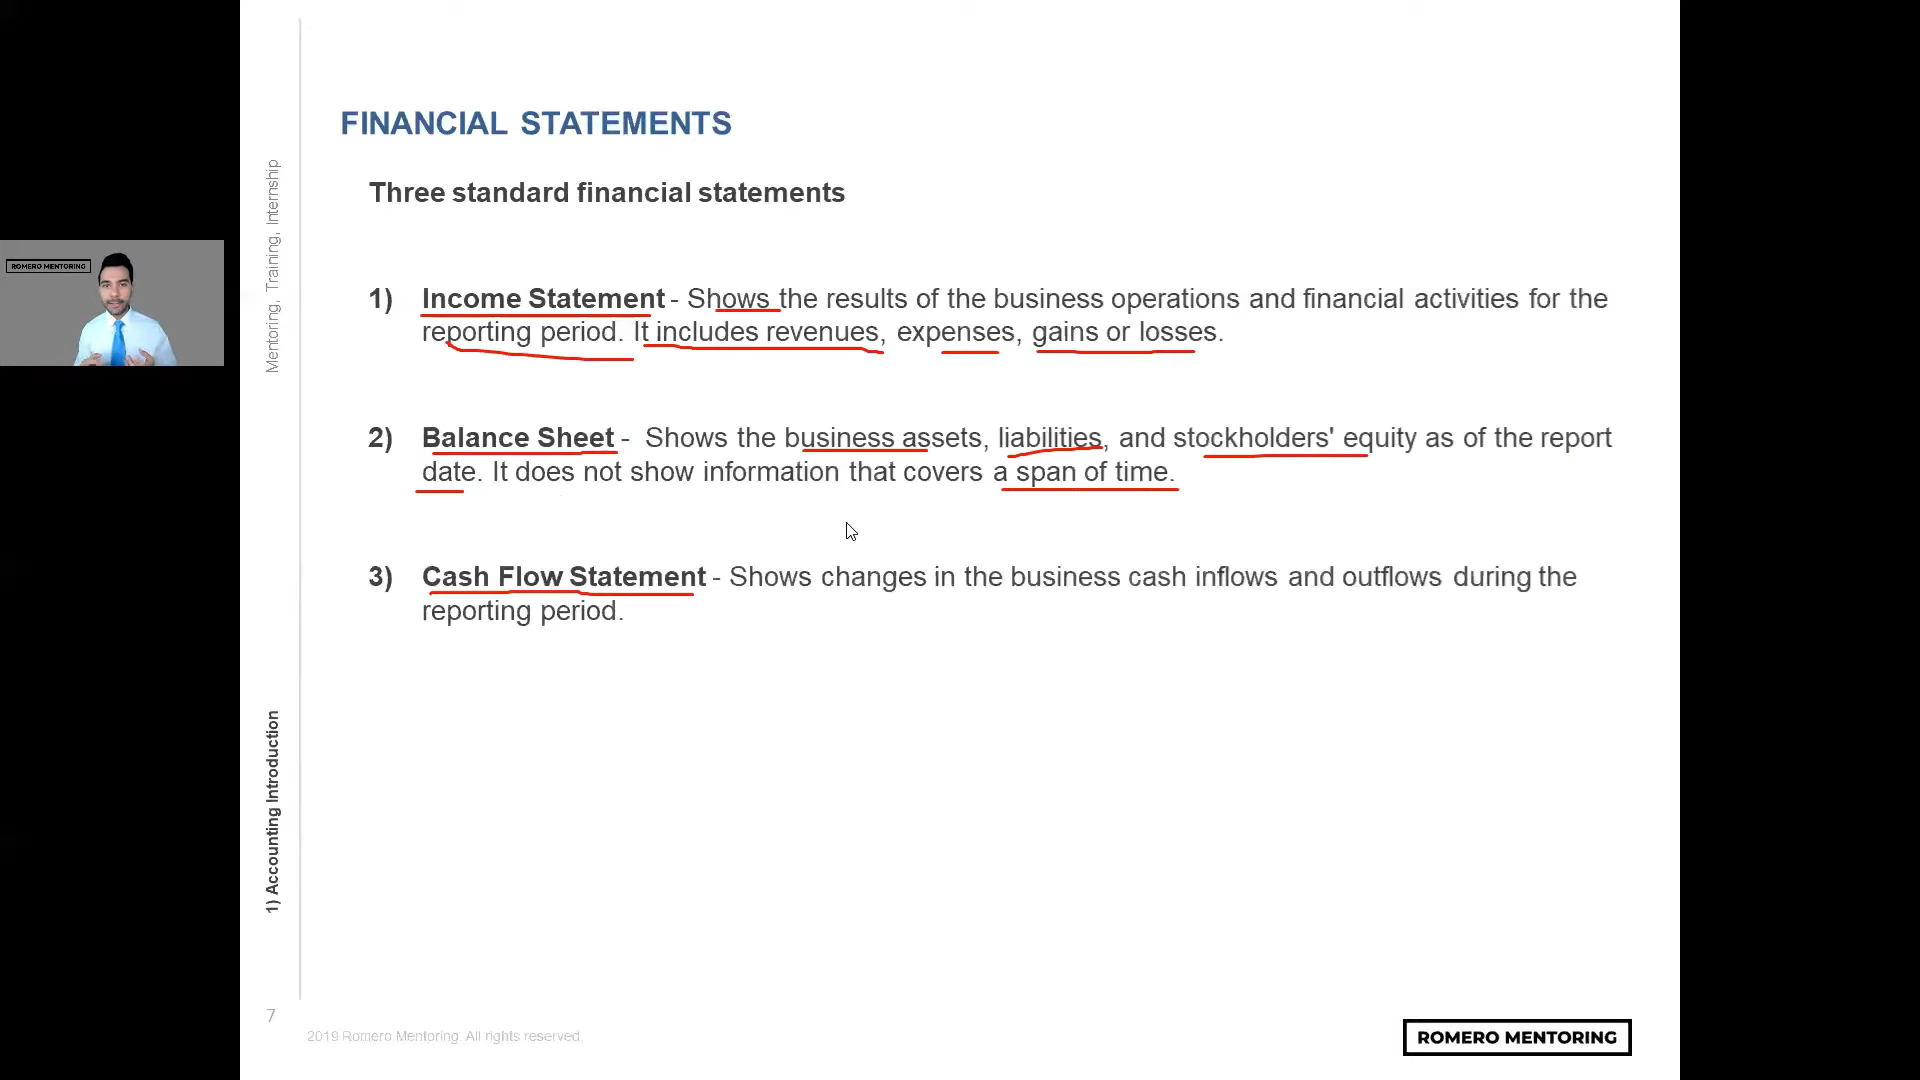 FINANCIAL STATEMENTS
Three standard financial statements
1) Income Statement - Shows the results of the business operations and financial activities for the
reporting period. It includes revenues, expenses, gains or losses.
2) Balance Sheet - Shows the business assets, liabilities, and stockholders' equity as of the report
date. It does not show information that covers a span of time.
3) Cash Flow Statement - Shows changes in the business cash inflows and outflows during the
reporting period.
Mentoring, Training, Internship
ROMERO MENTORING
1) Accounting Introduction
7
2019 Romero Mentoring. All rights reserved.
ROMERO MENTORING